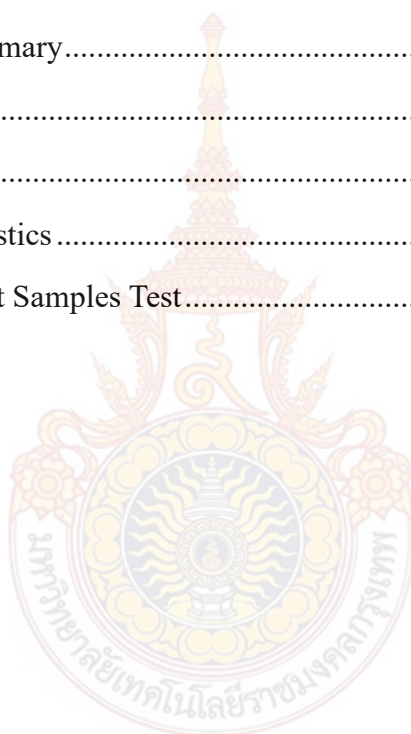 mary........................................
................................................
................................................
stics........................................
t Samples Test..........................
มหาวิทยาลัยเทคโนโลยีราชมงคลกรุงเทพ